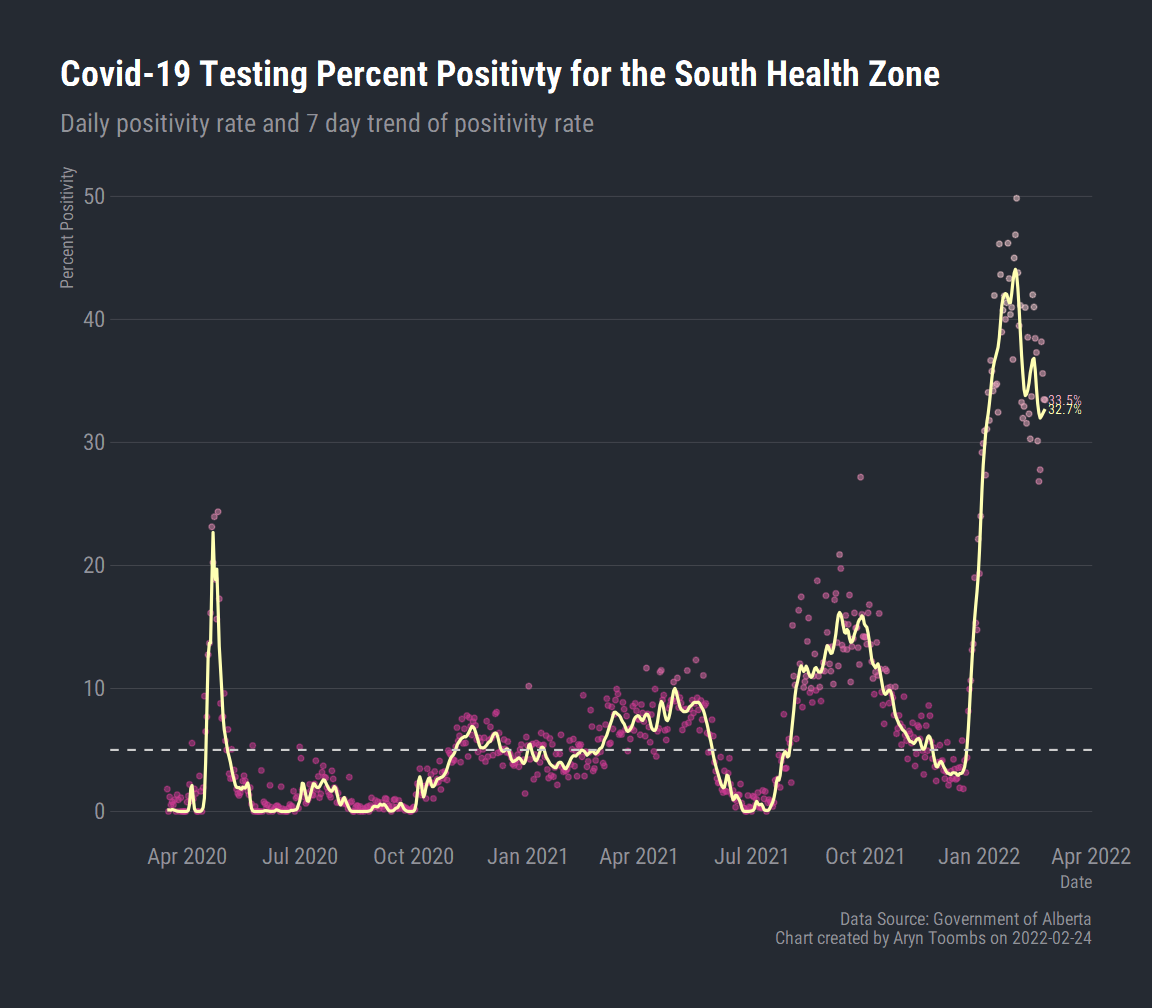 Covid-19 Testing Percent Positivty for the South Health Zone
Daily positivity rate and 7 day trend of positivity rate
Percent Positivity
50
40
30
20
10
0
33.5%
32.7%
Apr 2020
Jul 2020
Oct 2020
Jan 2021
Apr 2021
Jul 2021
Oct 2021
Jan 2022
Apr 2022
Date
Data Source: Government of Alberta
Chart created by Aryn Toombs on 2022-02-24